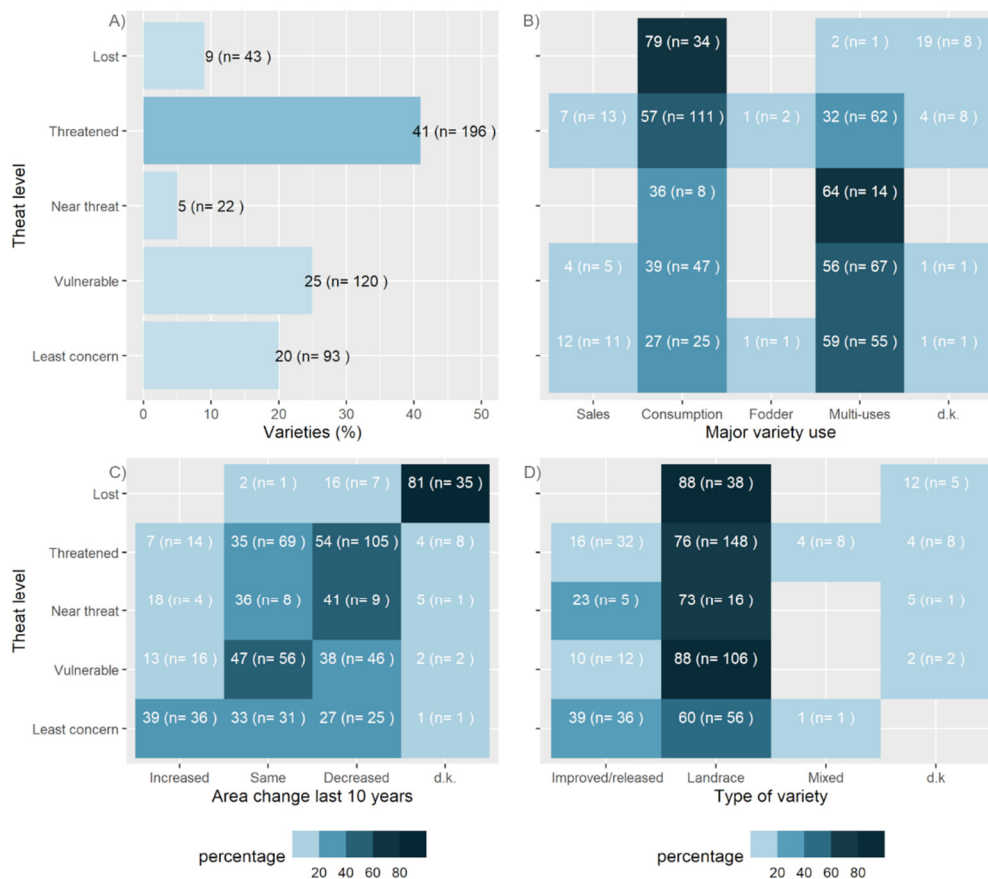 A)
Lost
9 (n= 43 )
Threatened
41 (n= 196 )
Near threat
5 (n= 22 )
Vulnerable
25 (n= 120 )
Least concern
20 (n= 93 )
Theat level
0 10 20 30 40 50
Varieties (%)
B)
79 (n= 34 ) 2 (n= 1 ) 19 (n= 8 )
7 (n= 13 ) 57 (n= 111 ) 1 (n= 2 ) 32 (n= 62 ) 4 (n= 8 )
36 (n= 8 ) 64 (n= 14 )
4 (n= 5 ) 39 (n= 47 ) 56 (n= 67 ) 1 (n= 1 )
12 (n= 11 ) 27 (n= 25 ) 1 (n= 1 ) 59 (n= 55 ) 1 (n= 1 )
Sales Consumption Fodder Multi-uses d.k.
Major variety use
C)
Lost 2 (n= 1 ) 16 (n= 7 ) 81 (n= 35 )
Threatened 7 (n= 14 ) 35 (n= 69 ) 54 (n= 105 ) 4 (n= 8 )
Near threat 18 (n= 4 ) 36 (n= 8 ) 41 (n= 9 ) 5 (n= 1 )
Vulnerable 13 (n= 16 ) 47 (n= 56 ) 38 (n= 46 ) 2 (n= 2 )
Least concern 39 (n= 36 ) 33 (n= 31 ) 27 (n= 25 ) 1 (n= 1 )
Theat level
Increased Same Decreased d.k.
Area change last 10 years
percentage
20 40 60 80
D)
88 (n= 38 ) 12 (n= 5 )
16 (n= 32 ) 76 (n= 148 ) 4 (n= 8 ) 4 (n= 8 )
23 (n= 5 ) 73 (n= 16 ) 5 (n= 1 )
10 (n= 12 ) 88 (n= 106 ) 2 (n= 2 )
39 (n= 36 ) 60 (n= 56 ) 1 (n= 1 )
Improved/released Landrace Mixed d.k
Type of variety
percentage
20 40 60 80